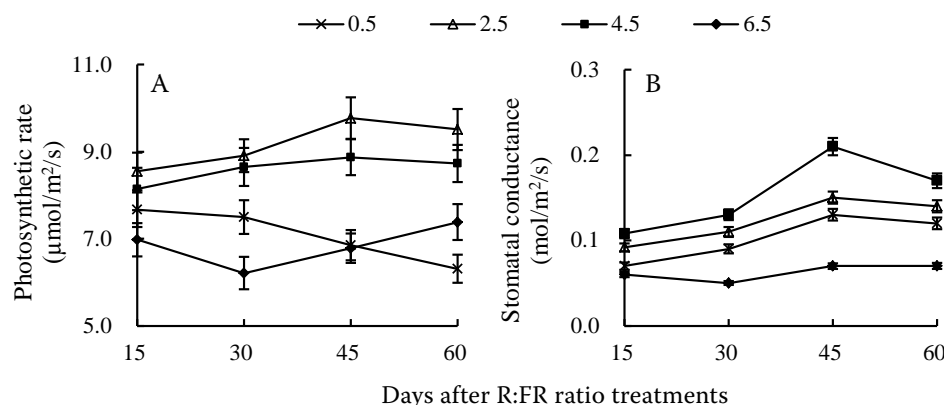 0.5 2.5 4.5 6.5
A
Photosynthetic rate
(µmol/m²/s)
11.0
9.0
7.0
5.0
15 30 45 60
B
Stomatal conductance
(mol/m²/s)
0.3
0.2
0.1
0.0
15 30 45 60
Days after R:FR ratio treatments